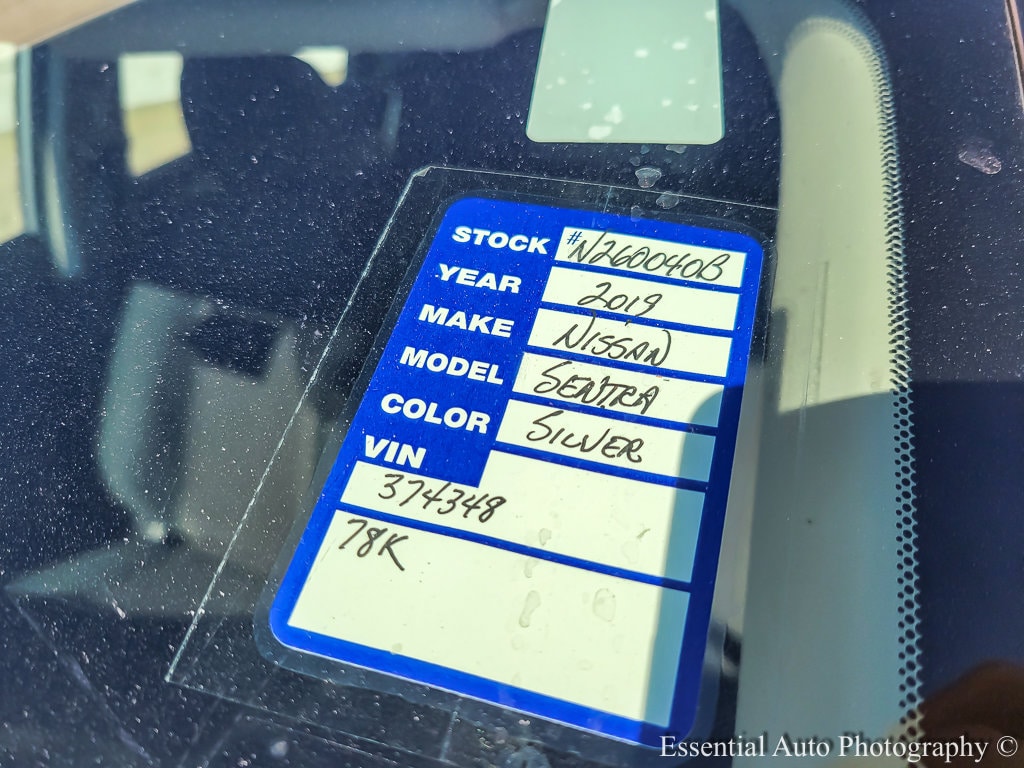 STOCK # N260040B
YEAR 2019
MAKE NISSAN
MODEL SENTRA
COLOR SILVER
VIN
374348
78K
Essential Auto Photography ©